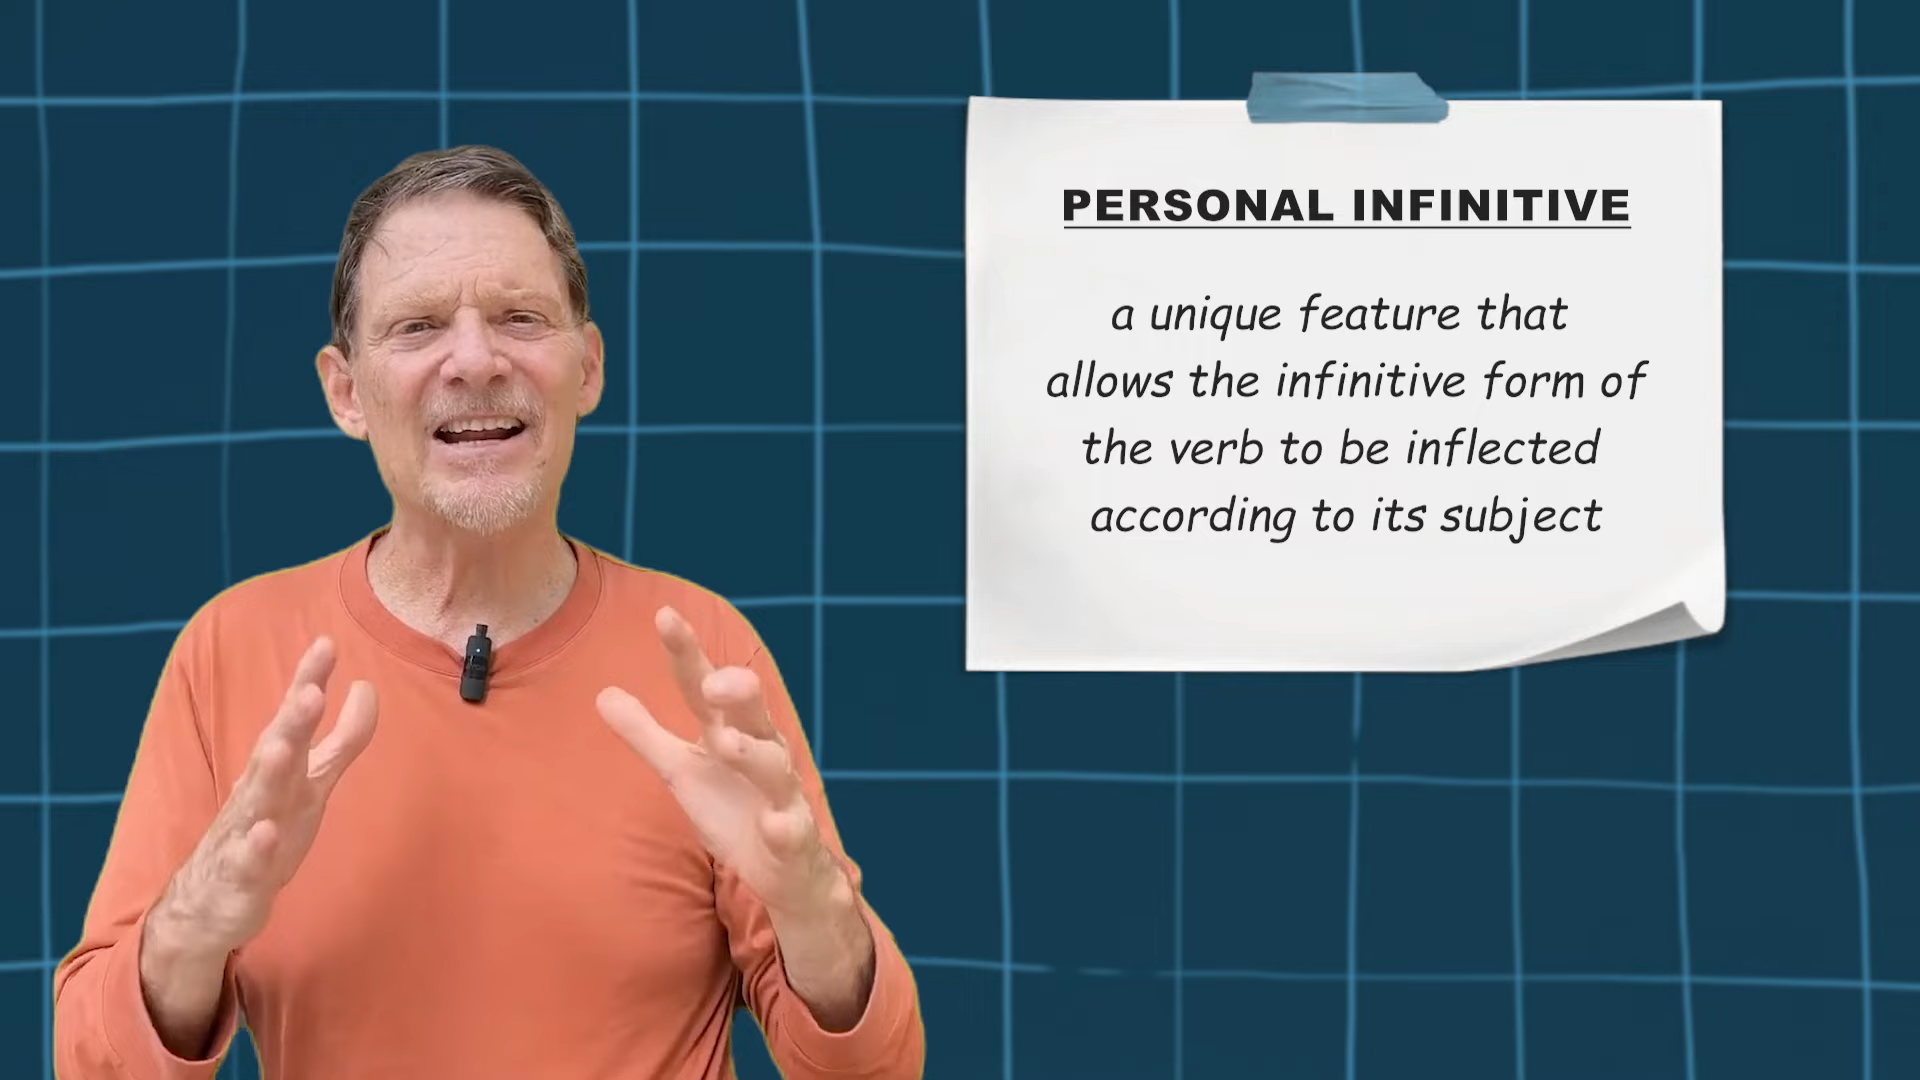 PERSONAL INFINITIVE
a unique feature that
allows the infinitive form of
the verb to be inflected
according to its subject